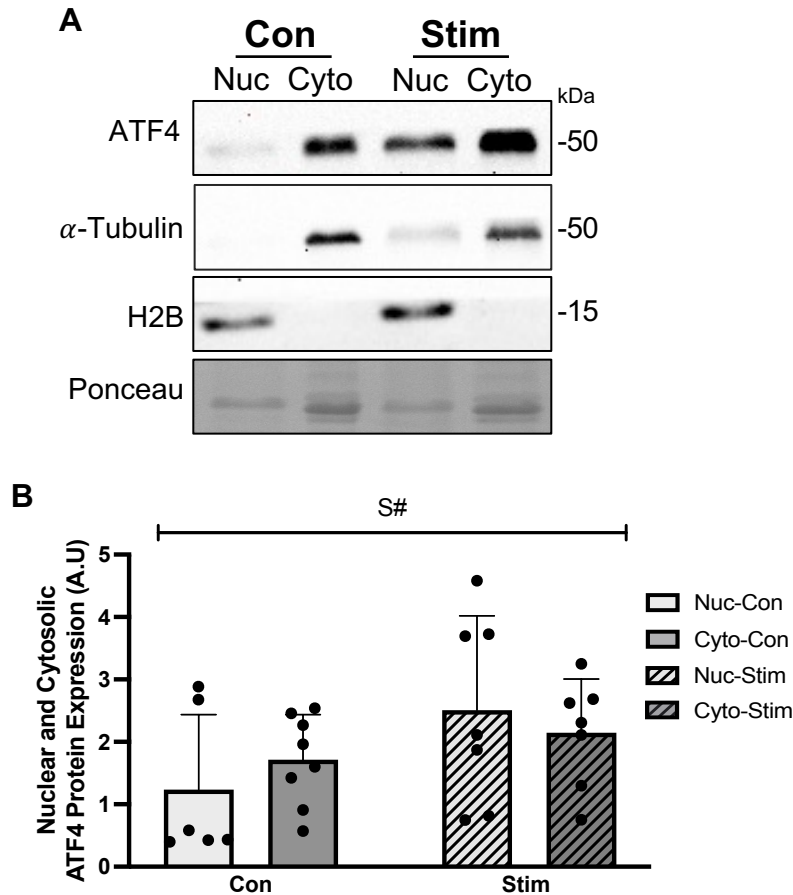 A
Con Stim
Nuc Cyto Nuc Cyto
kDa
ATF4 -50
𝛼-Tubulin -50
H2B -15
Ponceau
B
S#
Nuclear and Cytosolic
ATF4 Protein Expression (A.U)
5
4
3
2
1
0
Con Stim
Nuc-Con
Cyto-Con
Nuc-Stim
Cyto-Stim